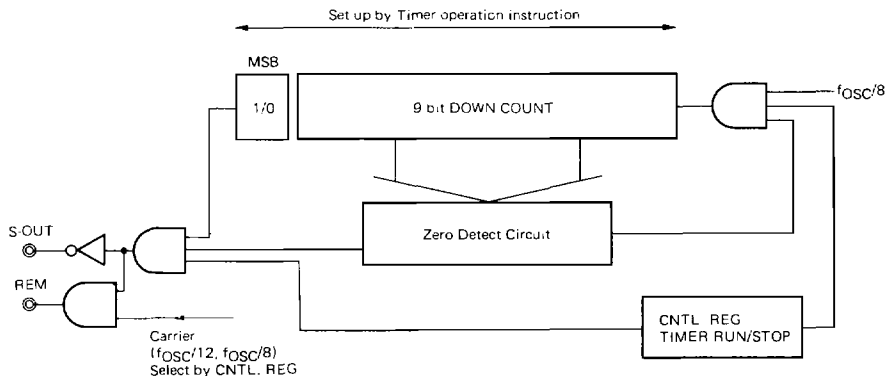 Set up by Timer operation instruction
MSB
1/0
9 bit DOWN COUNT
fOSC/8
Zero Detect Circuit
S-OUT
REM
CNTL REG
TIMER RUN/STOP
Carrier
(fOSC/12, fOSC/8)
Select by CNTL. REG